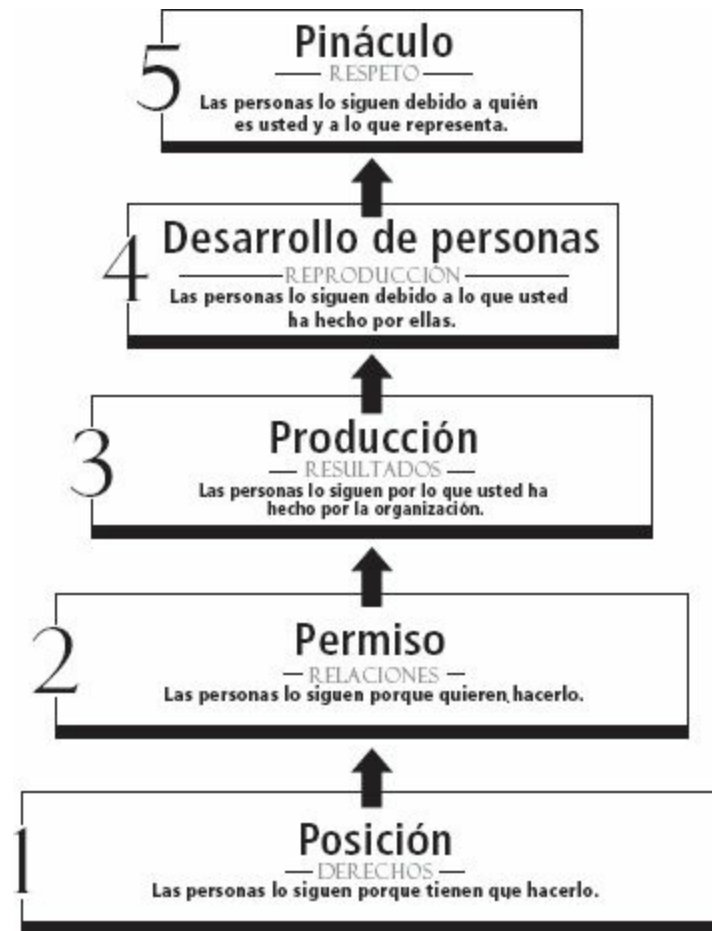 5
Pináculo
RESPETO
Las personas lo siguen debido a quién
es usted y a lo que representa.
4
Desarrollo de personas
REPRODUCCIÓN
Las personas lo siguen debido a lo que usted
ha hecho por ellas.
3
Producción
RESULTADOS
Las personas lo siguen por lo que usted ha
hecho por la organización.
2
Permiso
RELACIONES
Las personas lo siguen porque quieren hacerlo.
1
Posición
DERECHOS
Las personas lo siguen porque tienen que hacerlo.